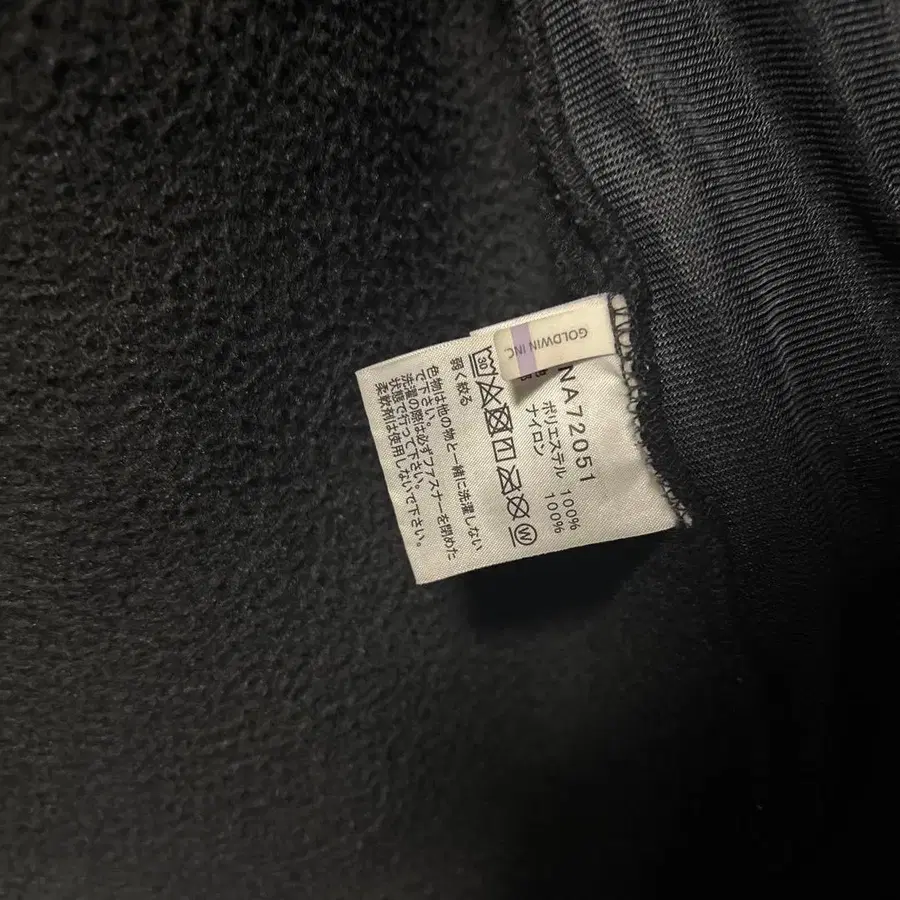 GOLDWIN INC.
NA72051
ポリエステル 100%
ナイロン 100%
30
W
弱く絞る
色物は他の物と一緒に洗濯しない
で下さい。
洗濯の際は必ずファスナーを閉めた
状態で行って下さい。
柔軟剤は使用しないで下さい。